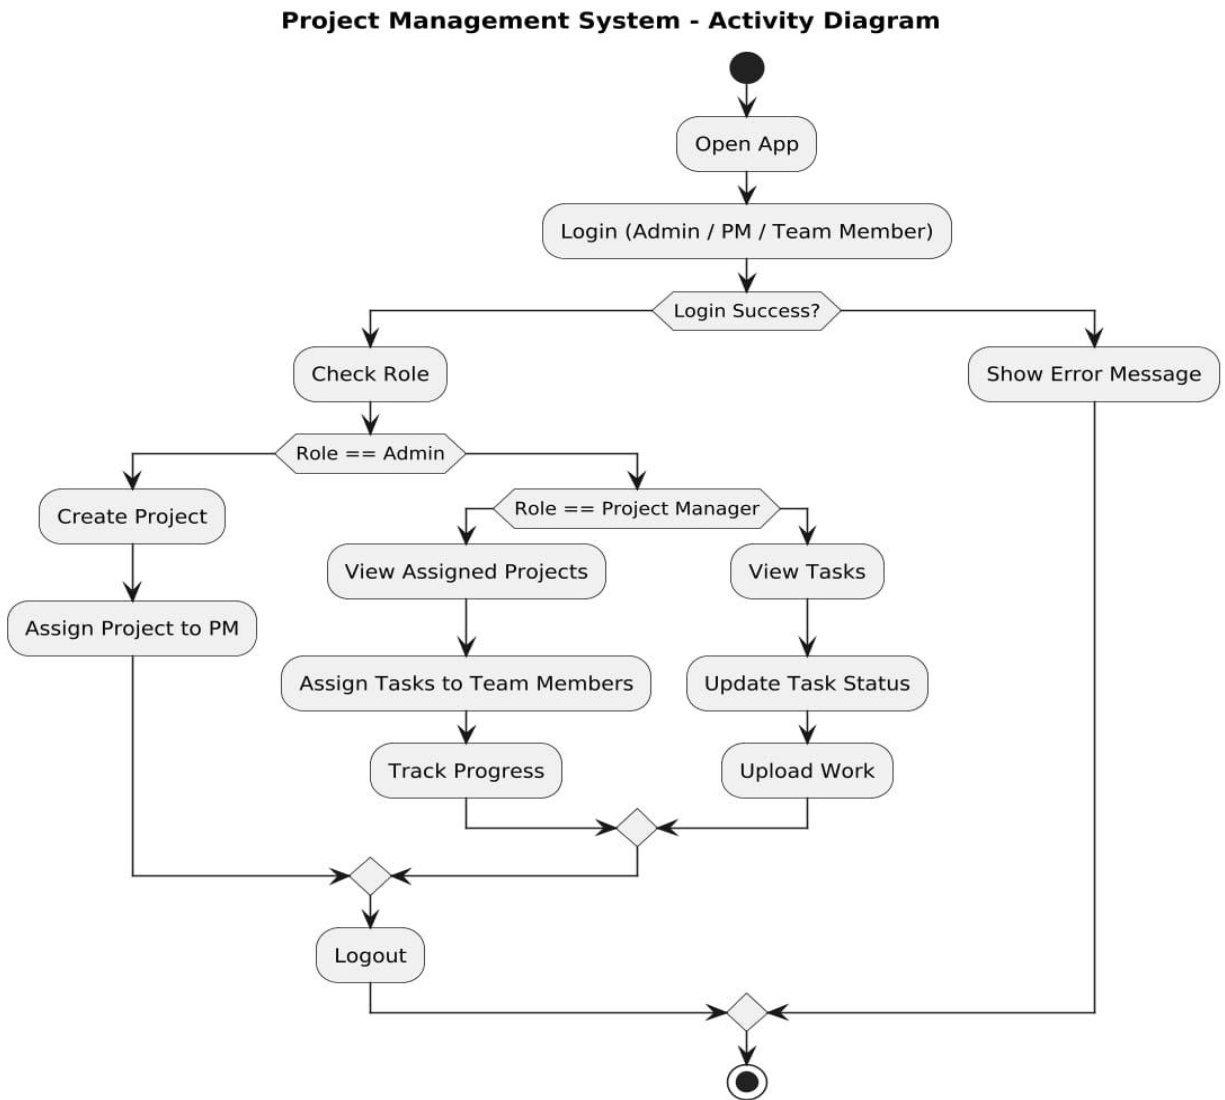 Project Management System - Activity Diagram
Open App
Login (Admin / PM / Team Member)
Login Success?
Check Role
Show Error Message
Role == Admin
Create Project
Role == Project Manager
View Assigned Projects
View Tasks
Assign Project to PM
Assign Tasks to Team Members
Update Task Status
Track Progress
Upload Work
Logout